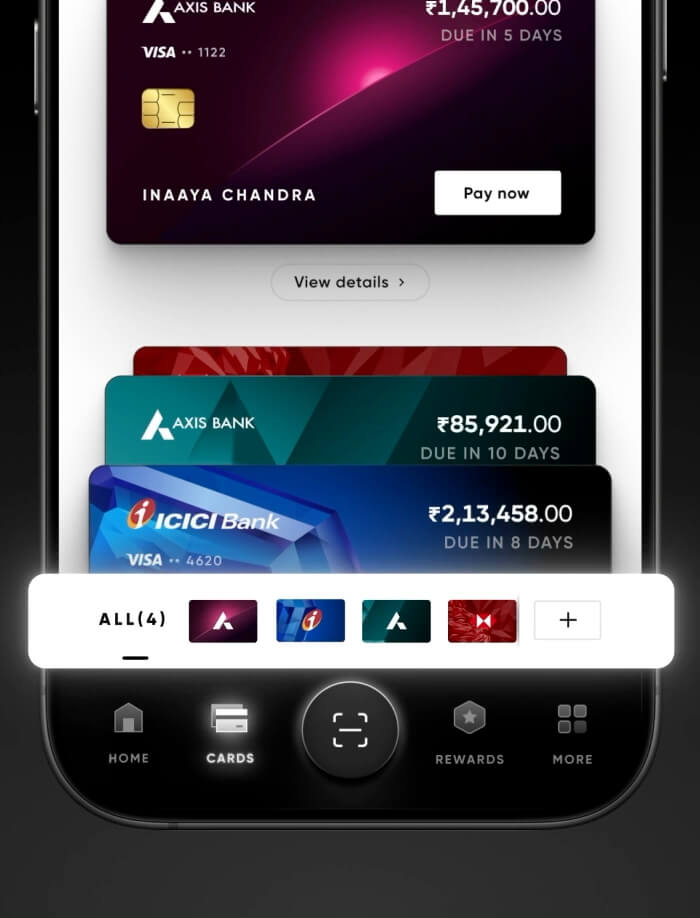 AXIS BANK
₹1,45,700.00
DUE IN 5 DAYS
VISA •• 1122
INAAYA CHANDRA
Pay now
View details >
AXIS BANK
₹85,921.00
DUE IN 10 DAYS
ICICI Bank
₹2,13,458.00
DUE IN 8 DAYS
VISA •• 4620
ALL(4)
+
HOME
CARDS
REWARDS
MORE